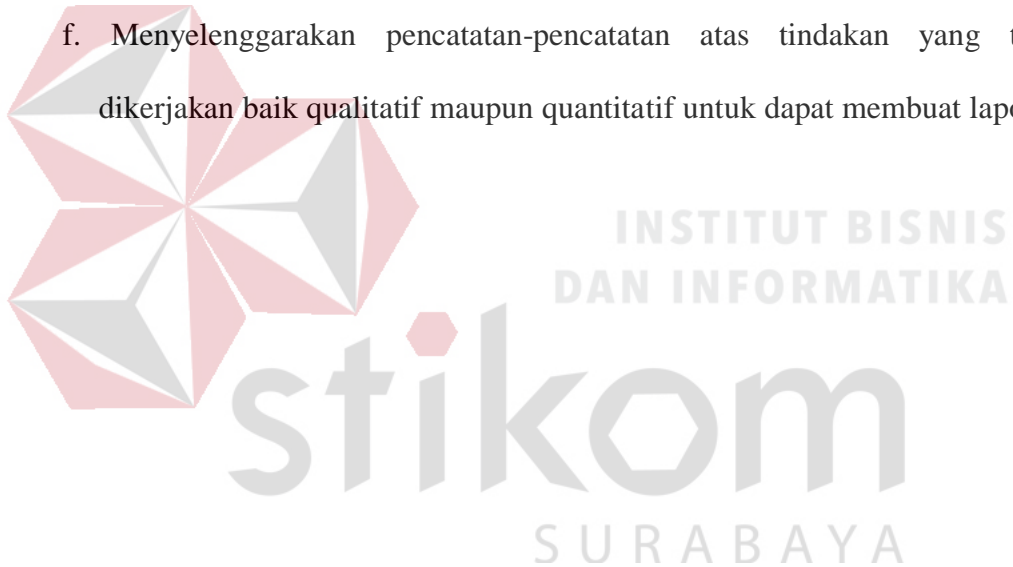 f. Menyelenggarakan pencatatan-pencatatan atas tindakan yang
dikerjakan baik qualitatif maupun quantitatif untuk dapat membuat
INSTITUT BISNIS
DAN INFORMATIKA
stikom
SURABAYA